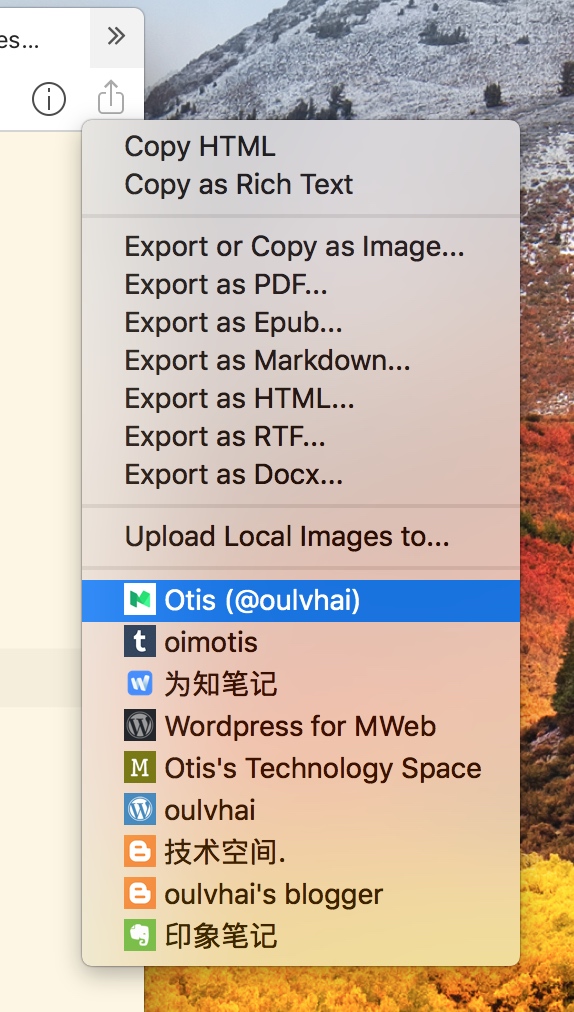 es...
Copy HTML
Copy as Rich Text
Export or Copy as Image...
Export as PDF...
Export as Epub...
Export as Markdown...
Export as HTML...
Export as RTF...
Export as Docx...
Upload Local Images to...
Otis (@oulvhai)
oimotis
为知笔记
Wordpress for MWeb
Otis's Technology Space
oulvhai
技术空间.
oulvhai's blogger
印象笔记